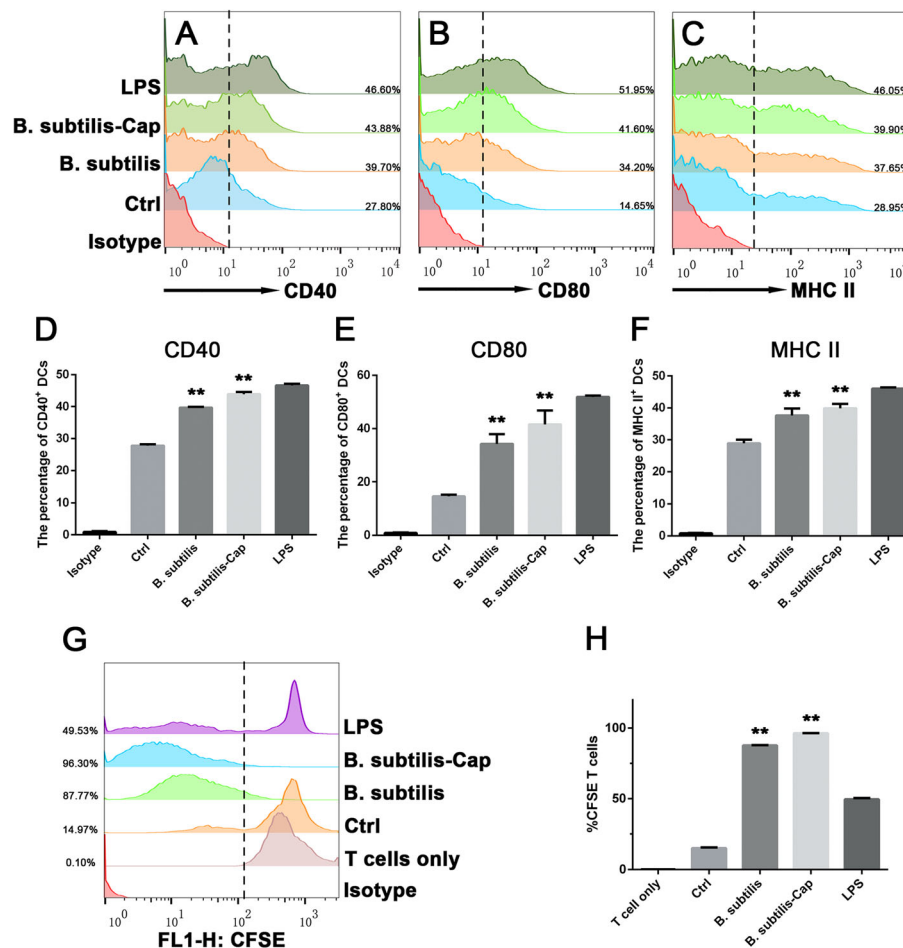 A
B
C
LPS
B. subtilis-Cap
B. subtilis
Ctrl
Isotype
46.60%
43.88%
39.70%
27.80%
51.95%
41.60%
34.20%
14.65%
46.05%
39.90%
37.65%
28.95%
10^0 10^1 10^2 10^3 10^4
10^0 10^1 10^2 10^3 10^4
10^0 10^1 10^2 10^3 10^4
CD40
CD80
MHC II
D
CD40
The percentage of CD40+ DCs
50
40
30
20
10
0
**
**
Isotype
Ctrl
B. subtilis
B. subtilis-Cap
LPS
E
CD80
The percentage of CD80+ DCs
60
40
20
0
**
**
Isotype
Ctrl
B. subtilis
B. subtilis-Cap
LPS
F
MHC II
The percentage of MHC II+ DCs
50
40
30
20
10
0
**
**
Isotype
Ctrl
B. subtilis
B. subtilis-Cap
LPS
G
49.53%
96.30%
87.77%
14.97%
0.10%
LPS
B. subtilis-Cap
B. subtilis
Ctrl
T cells only
Isotype
10^0 10^1 10^2 10^3
FL1-H: CFSE
H
%CFSE T cells
100
50
0
**
**
T cell only
Ctrl
B. subtilis
B. subtilis-Cap
LPS